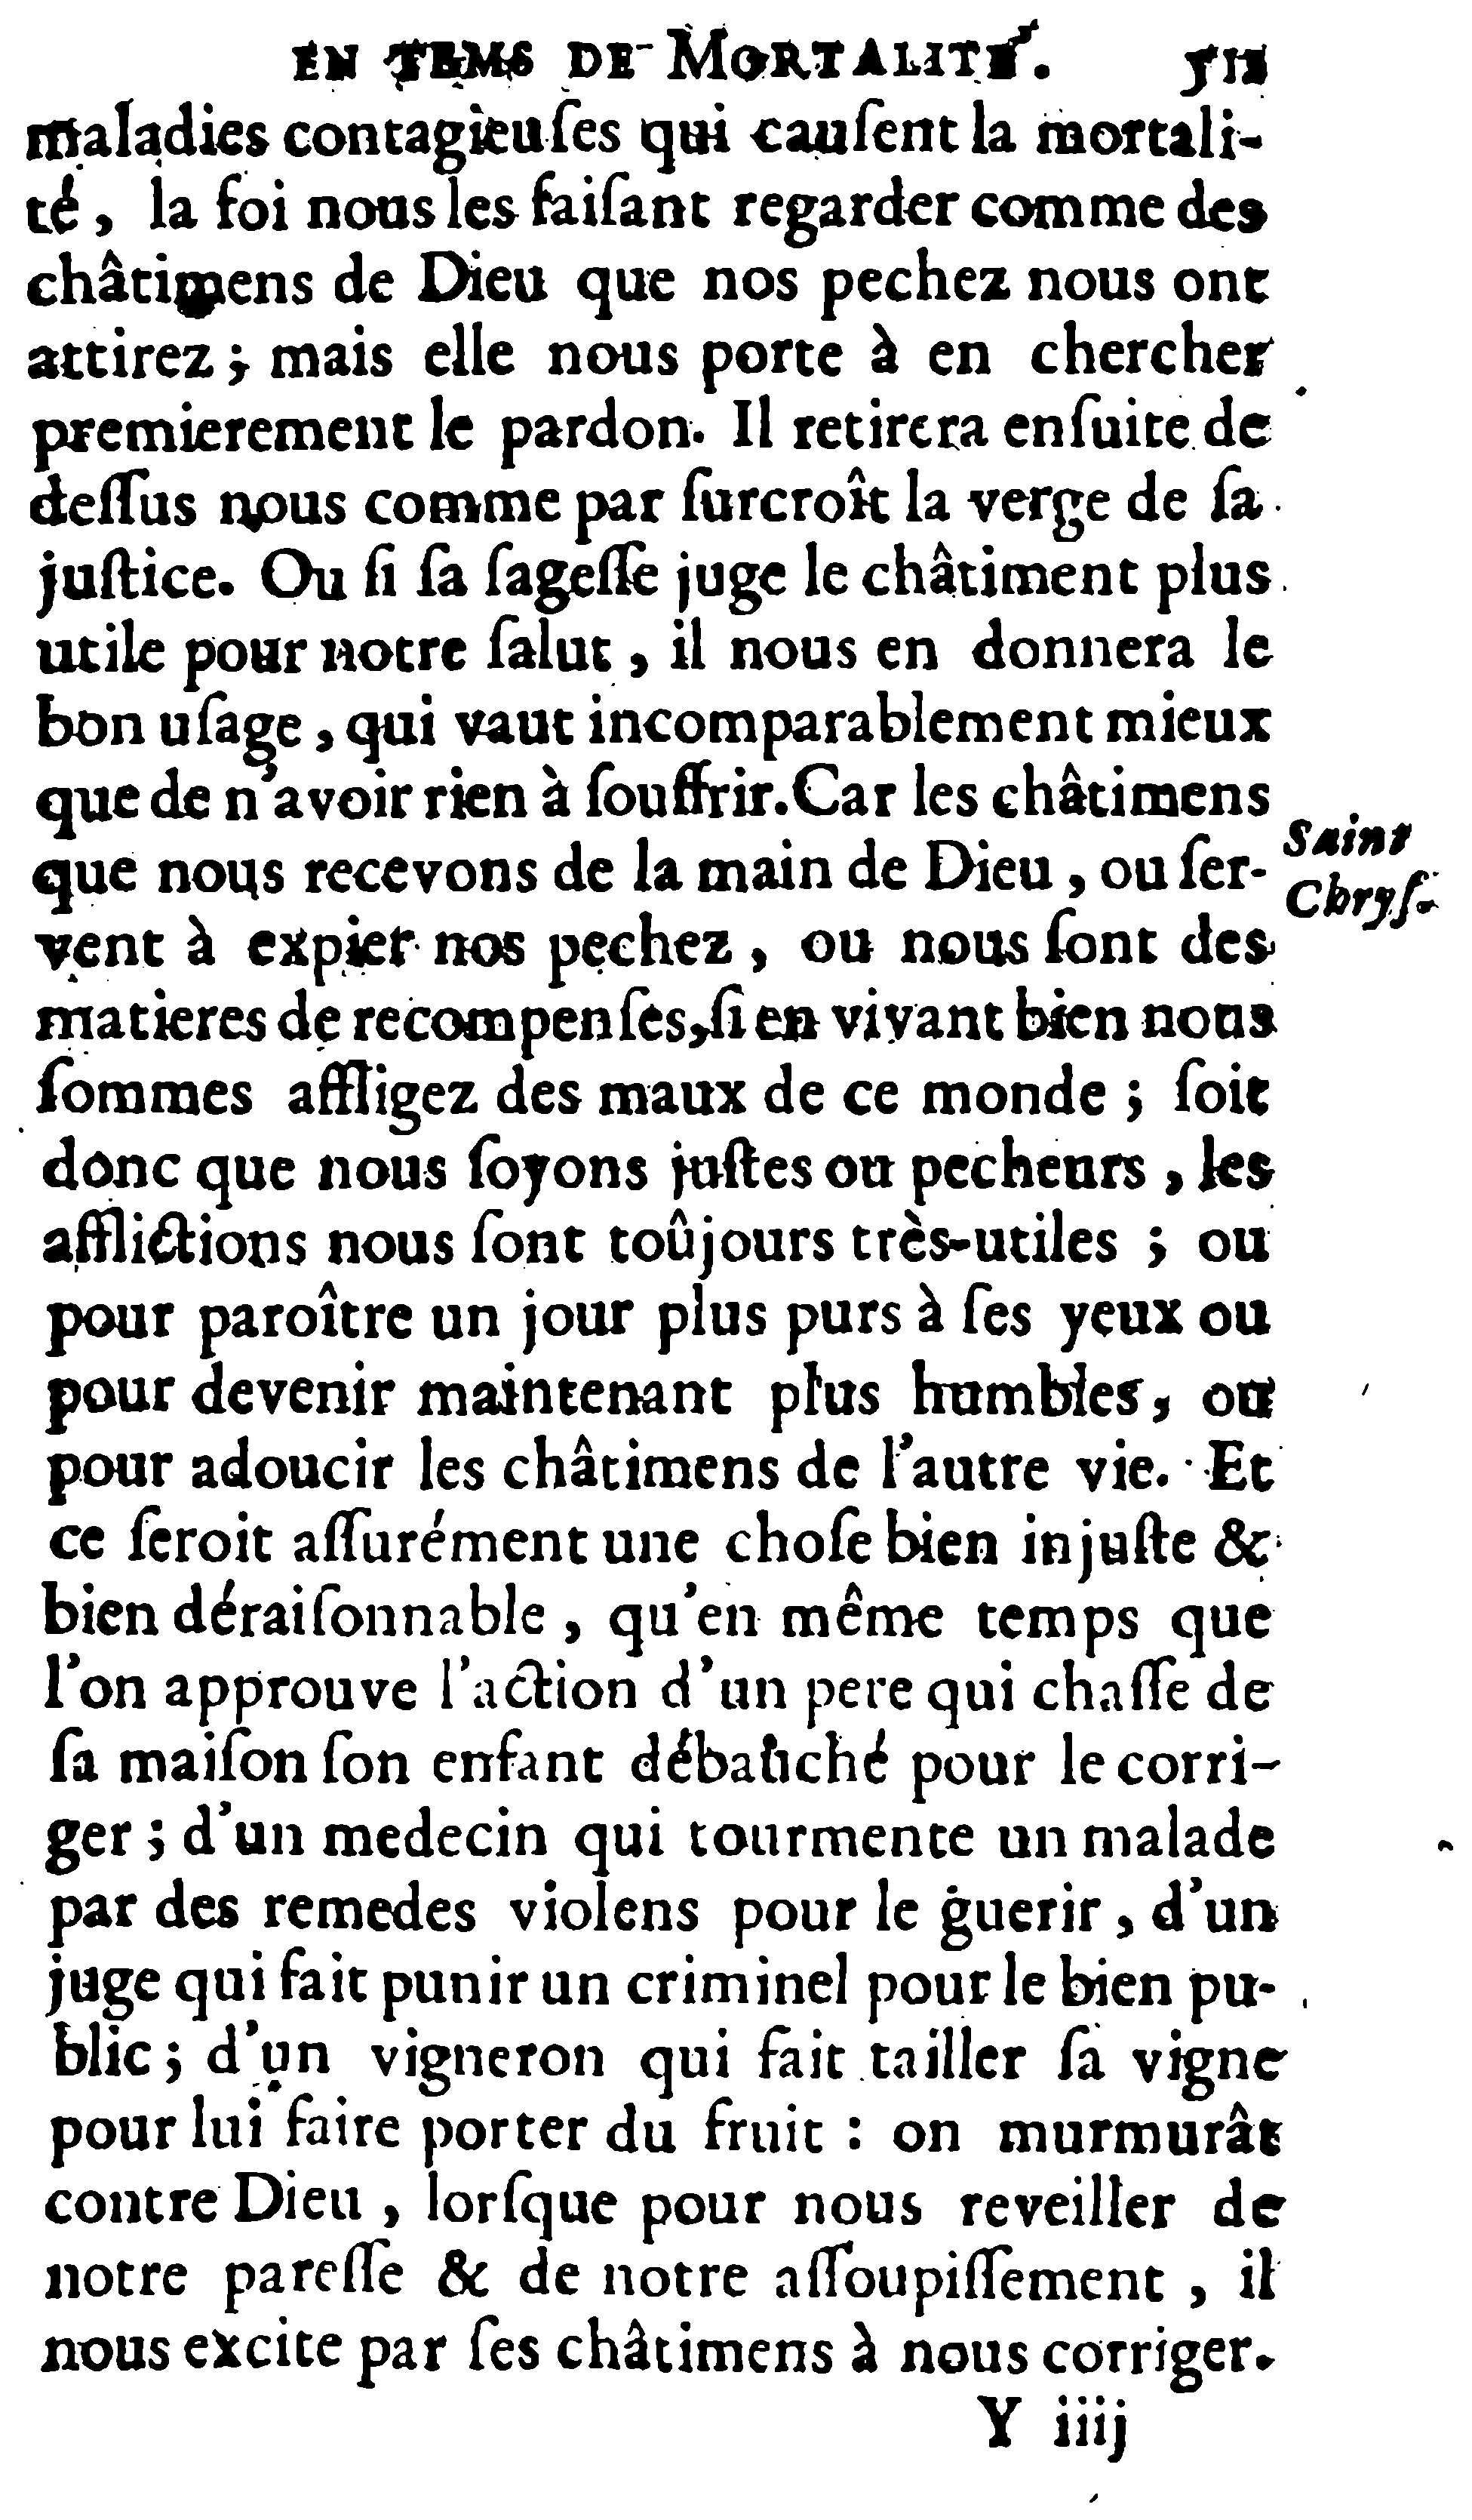 EN TEMS DE MORTALITÉ. 511
maladies contagieuſes qui cauſent la mortali-
té, la foi nous les faiſant regarder comme des
châtimens de Dieu que nos pechez nous ont
attirez ; mais elle nous porte à en chercher
premierement le pardon. Il retirera enſuite de
deſſus nous comme par ſurcroît la verge de ſa
juſtice. Ou ſi ſa ſageſſe juge le châtiment plus
utile pour notre ſalut, il nous en donnera le
bon uſage, qui vaut incomparablement mieux
que de n'avoir rien à ſouffrir. Car les châtimens
que nous recevons de la main de Dieu, ou ſer-
Saint
Chryſ.
vent à expier nos pechez, ou nous ſont des
matieres de recompenſes, ſi en vivant bien nous
ſommes affligez des maux de ce monde ; ſoit
donc que nous ſoyons juſtes ou pecheurs, les
afflictions nous ſont toûjours très-utiles ; ou
pour paroître un jour plus purs à ſes yeux ou
pour devenir maintenant plus humbles, ou
pour adoucir les châtimens de l'autre vie. Et
ce ſeroit aſſurément une choſe bien injuſte &
bien déraiſonnable, qu'en même temps que
l'on approuve l'action d'un pere qui chaſſe de
ſa maiſon ſon enfant débauché pour le corri-
ger ; d'un medecin qui tourmente un malade
par des remedes violens pour le guerir, d'un
juge qui fait punir un criminel pour le bien pu-
blic ; d'un vigneron qui fait tailler ſa vigne
pour lui faire porter du fruit : on murmurât
contre Dieu, lorſque pour nous reveiller de
notre pareſſe & de notre aſſoupiſſement, il
nous excite par ſes châtimens à nous corriger.
Y iiij